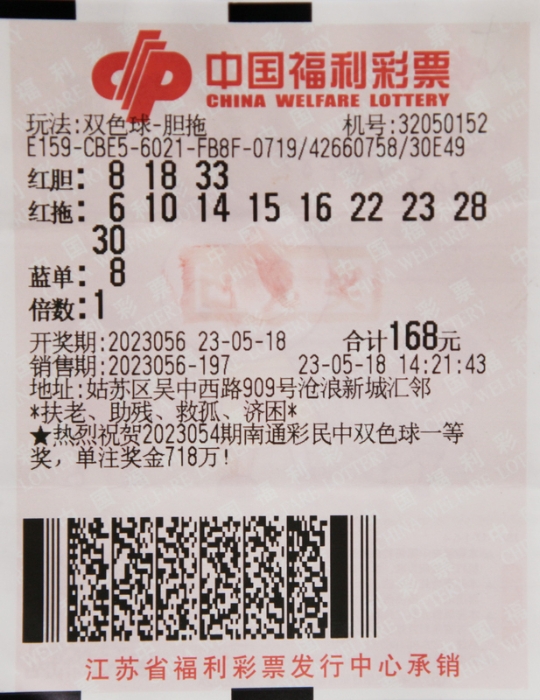 中国福利彩票
CHINA WELFARE LOTTERY
玩法:双色球-胆拖 机号:32050152
E159-CBE5-6021-FB8F-0719/42660758/30E49
红胆: 8 18 33
红拖: 6 10 14 15 16 22 23 28
30
蓝单: 8
倍数:1
开奖期:2023056 23-05-18 合计168元
销售期:2023056-197 23-05-18 14:21:43
地址:姑苏区吴中西路909号沧浪新城汇邻
*扶老、助残、救孤、济困*
★热烈祝贺2023054期南通彩民中双色球一等
奖，单注奖金718万!
江苏省福利彩票发行中心承销